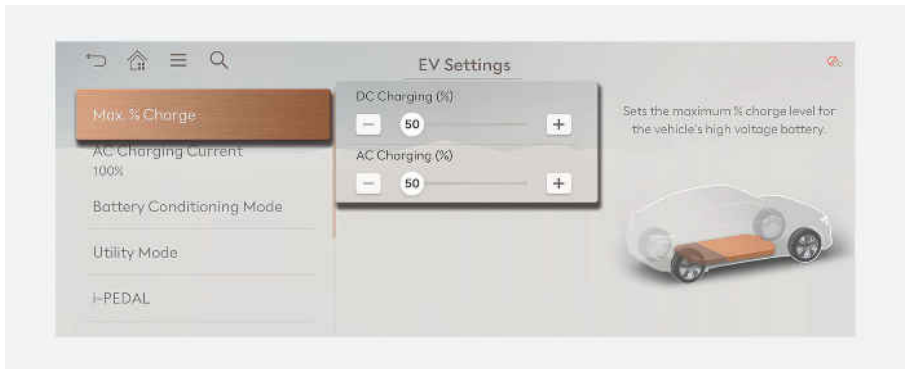 EV Settings
Max. % Charge
AC Charging Current
100%
Battery Conditioning Mode
Utility Mode
i-PEDAL
DC Charging (%)
− 50 +
AC Charging (%)
− 50 +
Sets the maximum % charge level for
the vehicle's high voltage battery.